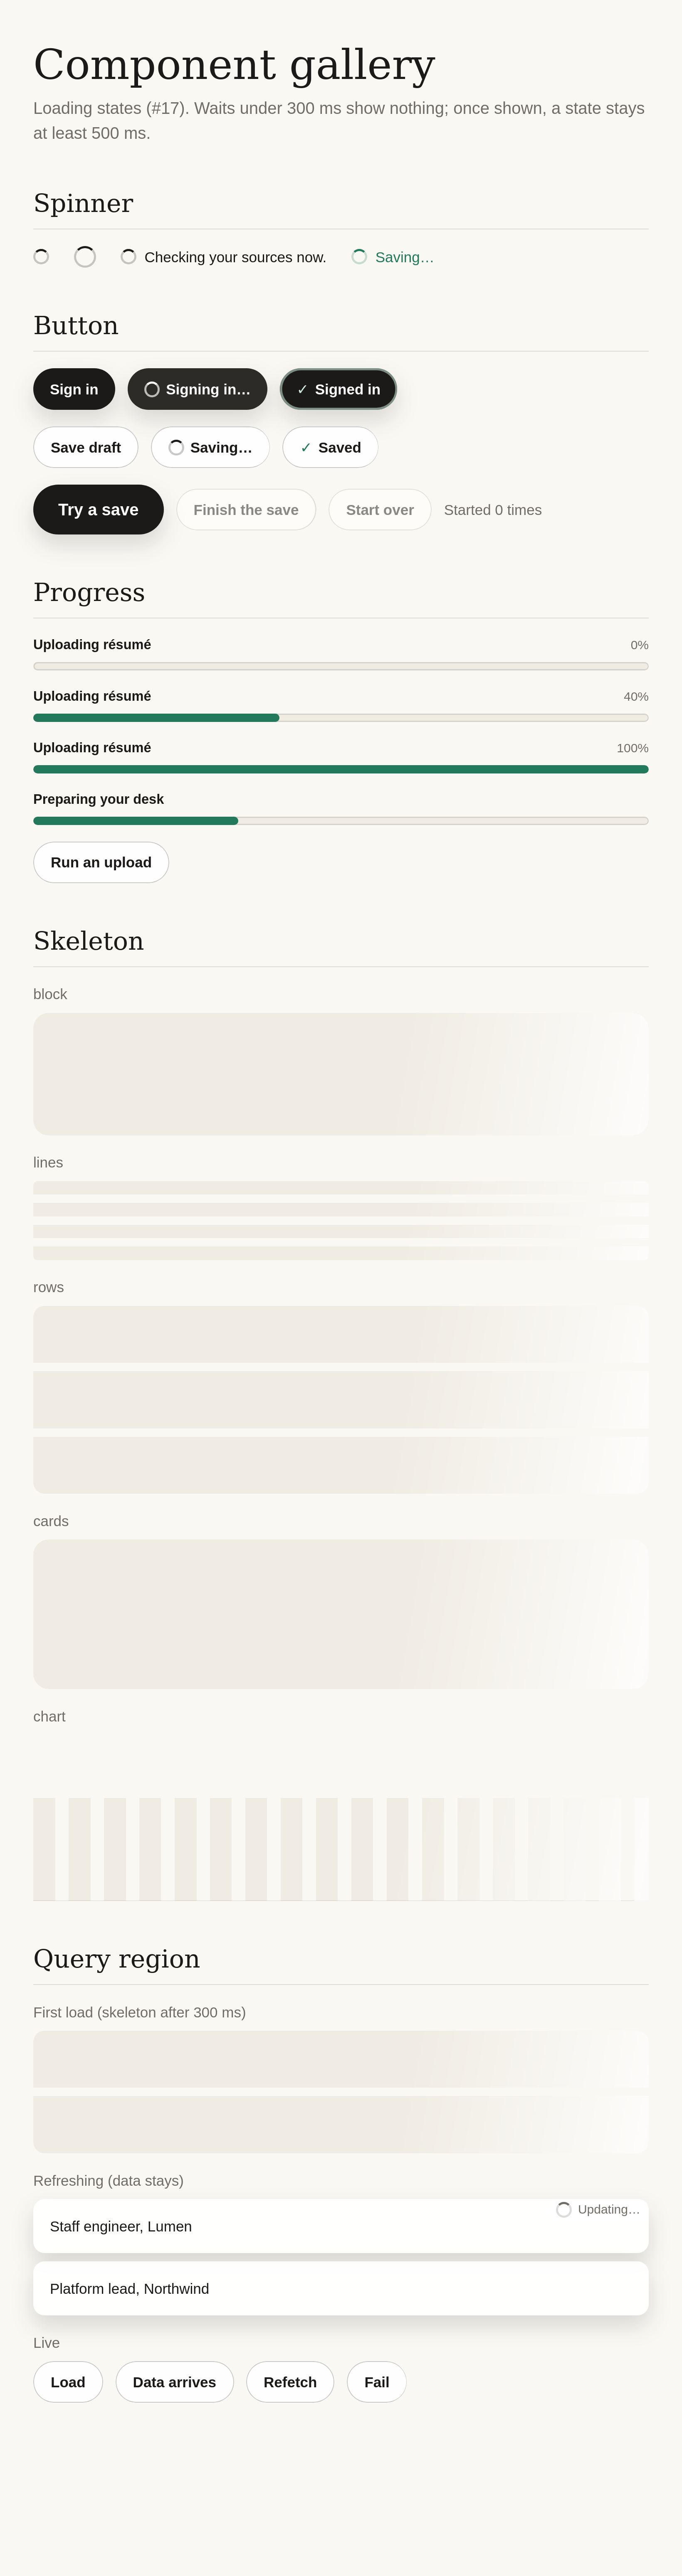 Component gallery
Loading states (#17). Waits under 300 ms show nothing; once shown, a state stays
at least 500 ms.
Spinner
Checking your sources now. Saving…
Button
Sign in Signing in… ✓ Signed in
Save draft Saving… ✓ Saved
Try a save Finish the save Start over Started 0 times
Progress
Uploading résumé 0%
Uploading résumé 40%
Uploading résumé 100%
Preparing your desk
Run an upload
Skeleton
block
lines
rows
cards
chart
Query region
First load (skeleton after 300 ms)
Refreshing (data stays)
Updating…
Staff engineer, Lumen
Platform lead, Northwind
Live
Load Data arrives Refetch Fail